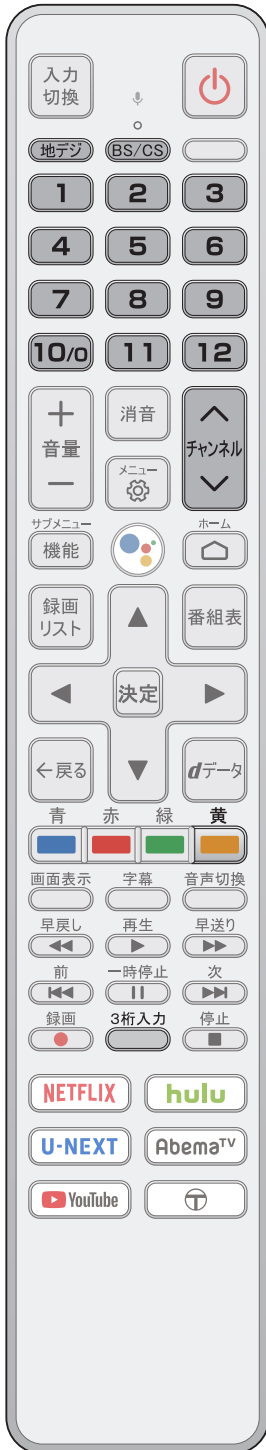 入力
切換
地デジ BS/CS
1 2 3
4 5 6
7 8 9
10/0 11 12
+
音量
−
消音
チャンネル
メニュー
サブメニュー
機能
ホーム
録画
リスト
番組表
決定
←戻る
dデータ
青 赤 緑 黄
画面表示 字幕 音声切換
早戻し 再生 早送り
前 一時停止 次
録画 3桁入力 停止
NETFLIX hulu
U-NEXT AbemaTV
YouTube T